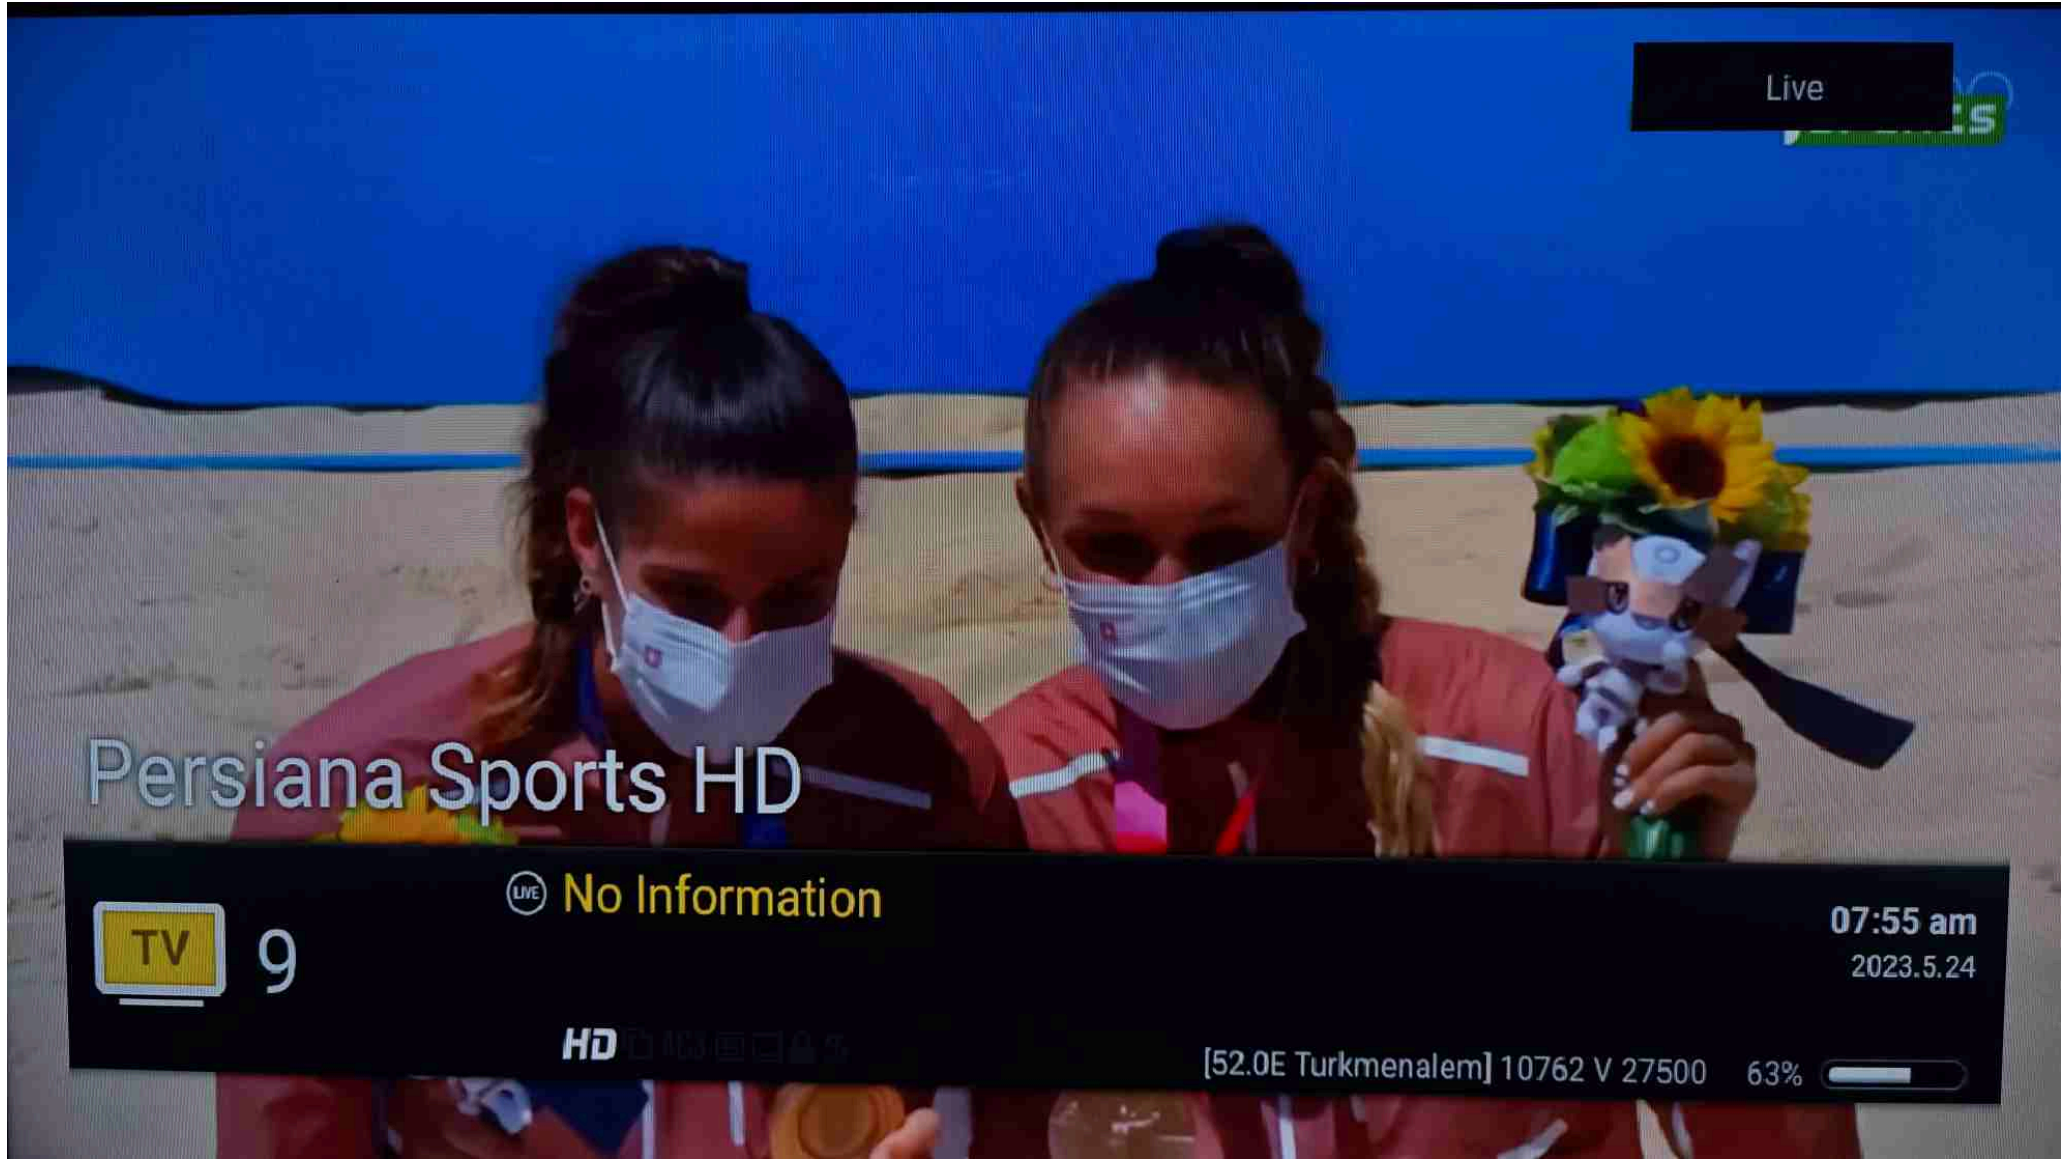 Live
Persiana Sports HD
LIVE No Information
TV 9
07:55 am
2023.5.24
HD
[52.0E Turkmenalem] 10762 V 27500 63%